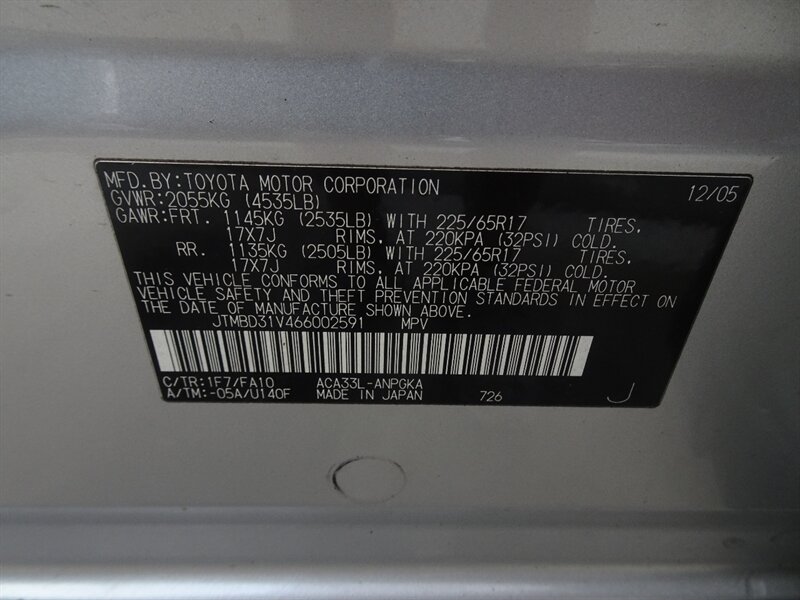 MFD.BY:TOYOTA MOTOR CORPORATION 12/05
GVWR:2055KG (4535LB)
GAWR:FRT. 1145KG (2535LB) WITH 225/65R17 TIRES,
17X7J RIMS, AT 220KPA (32PSI) COLD.
RR. 1135KG (2505LB) WITH 225/65R17 TIRES,
17X7J RIMS, AT 220KPA (32PSI) COLD.
THIS VEHICLE CONFORMS TO ALL APPLICABLE FEDERAL MOTOR
VEHICLE SAFETY AND THEFT PREVENTION STANDARDS IN EFFECT ON
THE DATE OF MANUFACTURE SHOWN ABOVE.
JTMBD31V466002591 MPV
C/TR:1F7/FA10 ACA33L-ANPGKA
A/TM:-05A/U140F MADE IN JAPAN 726 J